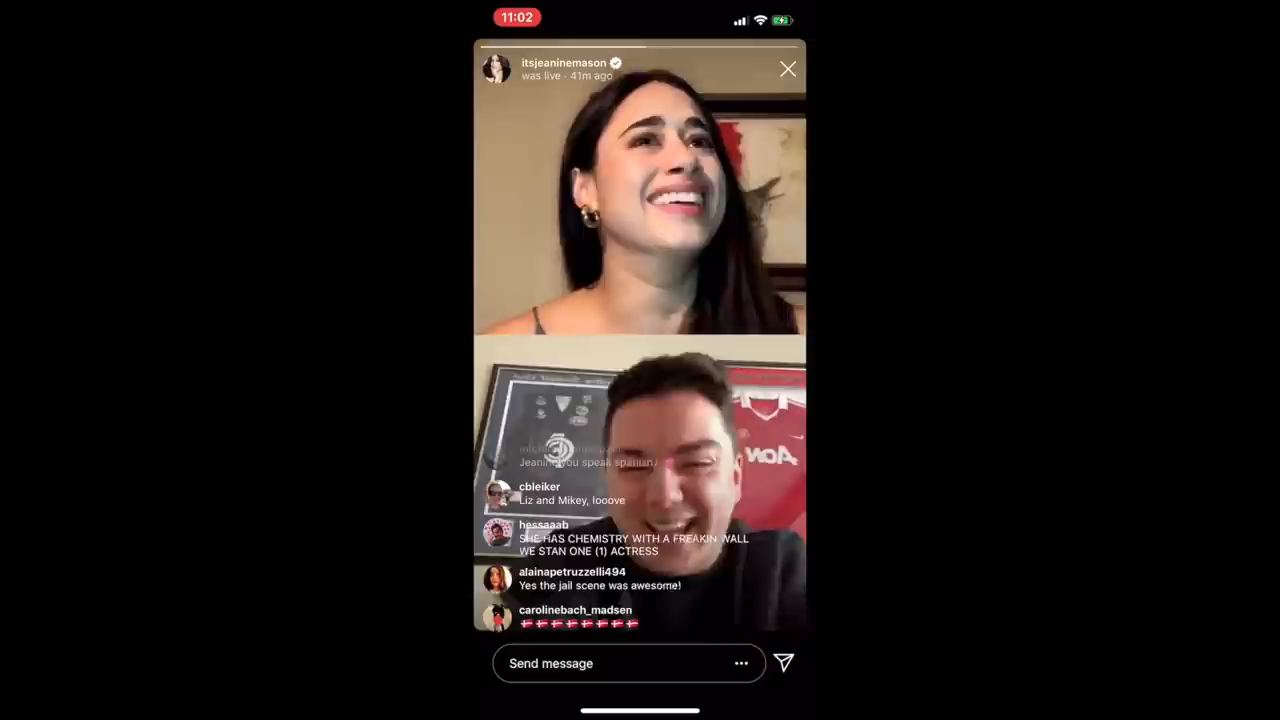 11:02
itsjeaninemason
was live · 41m ago
Jeanine you speak spanian?
cbleiker
Liz and Mikey, looove
hessaaab
SHE HAS CHEMISTRY WITH A FREAKIN WALL
WE STAN ONE (1) ACTRESS
alainapetruzzelli494
Yes the jail scene was awesome!
carolinebach_madsen
🇩🇰🇩🇰🇩🇰🇩🇰🇩🇰🇩🇰🇩🇰🇩🇰
Send message